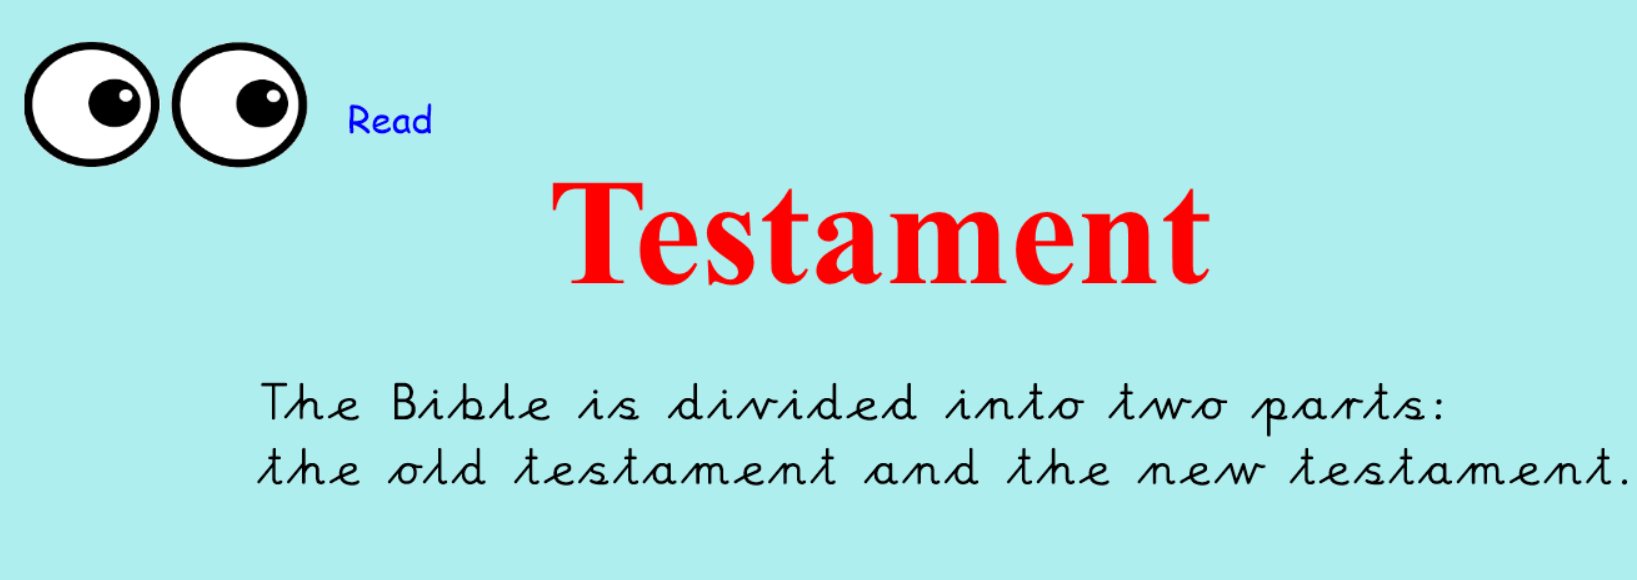 Read
Testament
The Bible is divided into two parts:
the old testament and the new testament.